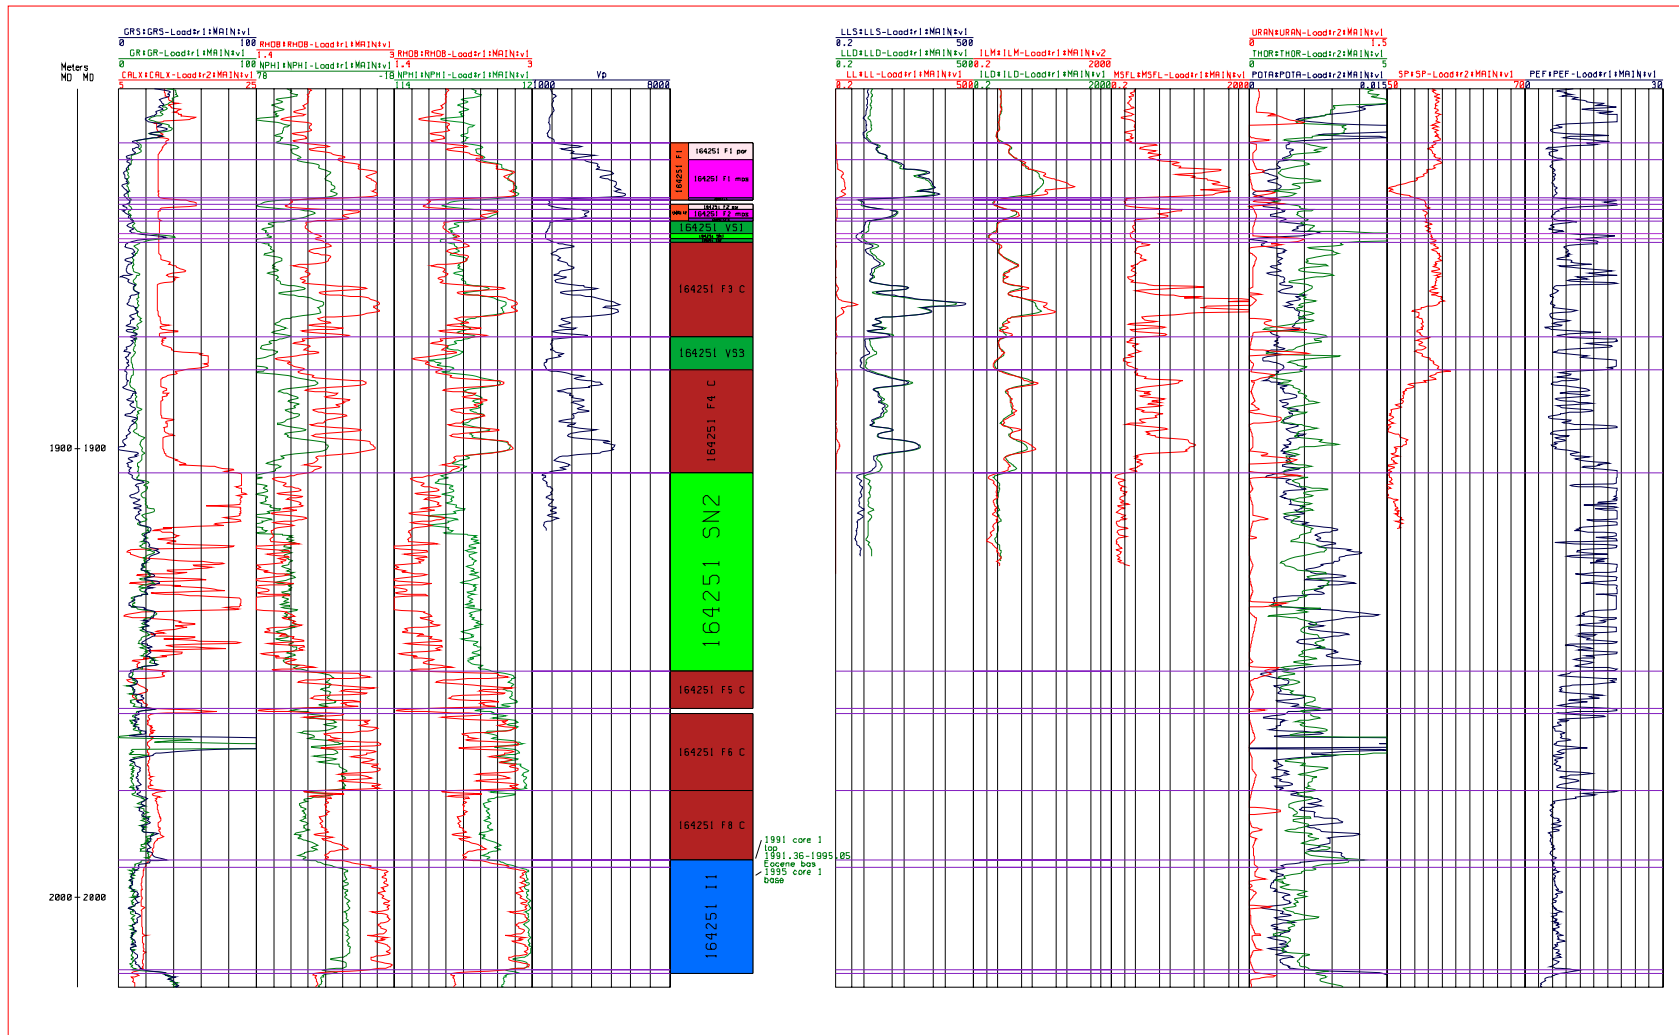 GRS:GRS-Load:r1:MAIN:v1
0 100
GR:GR-Load:r1:MAIN:v1
0 100
CALX:CALX-Load:r2:MAIN:v1
5 25
RHOB:RHOB-Load:r1:MAIN:v1
1.4 3
NPHI:NPHI-Load:r1:MAIN:v1
78 -18
RHOB:RHOB-Load:r1:MAIN:v1
1.4 3
NPHI:NPHI-Load:r1:MAIN:v1
114 12
Vp
1000 8000
LLS:LLS-Load:r1:MAIN:v1
0.2 500
LLD:LLD-Load:r1:MAIN:v1
0.2 5000
LL:LL-Load:r1:MAIN:v1
0.2 5000
ILM:ILM-Load:r1:MAIN:v2
0.2 2000
ILD:ILD-Load:r1:MAIN:v1
0.2 2000
MSFL:MSFL-Load:r1:MAIN:v1
0.2 2000
URAN:URAN-Load:r2:MAIN:v1
0 1.5
THOR:THOR-Load:r2:MAIN:v1
0 5
POTA:POTA-Load:r2:MAIN:v1
0 0.015
SP:SP-Load:r2:MAIN:v1
50 700
PEF:PEF-Load:r1:MAIN:v1
0 30
Meters
MD MD
164251 F1
164251 F1 por
164251 F1 mas
164251 F2 mas
164251 VS1
164251 F3 C
164251 VS3
164251 F4 C
1900 1900
164251 SN2
164251 F5 C
164251 F6 C
164251 F8 C
1991 core 1
top
1991.36-1995.05
Eocene bas
1995 core 1
base
2000 2000
164251 I1